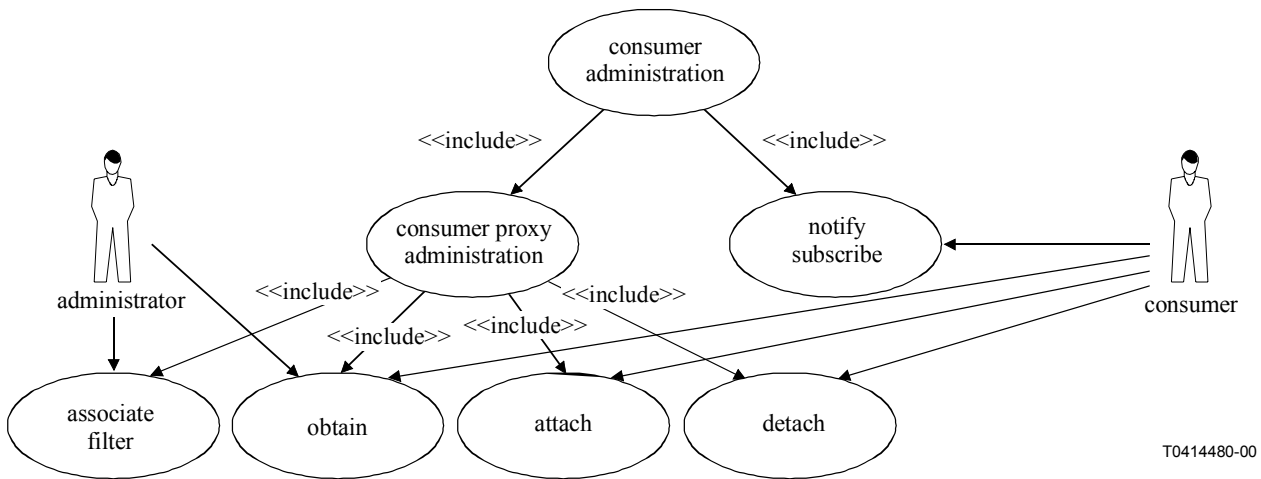 consumer
administration
<<include>>
<<include>>
consumer proxy
administration
notify
subscribe
administrator
<<include>>
<<include>>
consumer
<<include>>
<<include>>
associate
filter
obtain
attach
detach
T0414480-00